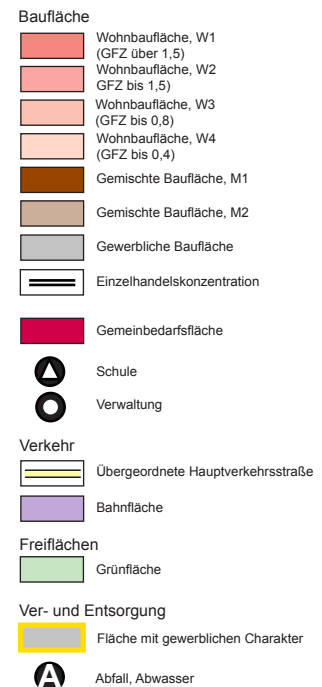 Baufläche
Wohnbaufläche, W1
(GFZ über 1,5)
Wohnbaufläche, W2
GFZ bis 1,5)
Wohnbaufläche, W3
(GFZ bis 0,8)
Wohnbaufläche, W4
(GFZ bis 0,4)
Gemischte Baufläche, M1
Gemischte Baufläche, M2
Gewerbliche Baufläche
Einzelhandelskonzentration
Gemeinbedarfsfläche
Schule
Verwaltung
Verkehr
Übergeordnete Hauptverkehrsstraße
Bahnfläche
Freiflächen
Grünfläche
Ver- und Entsorgung
Fläche mit gewerblichen Charakter
A Abfall, Abwasser